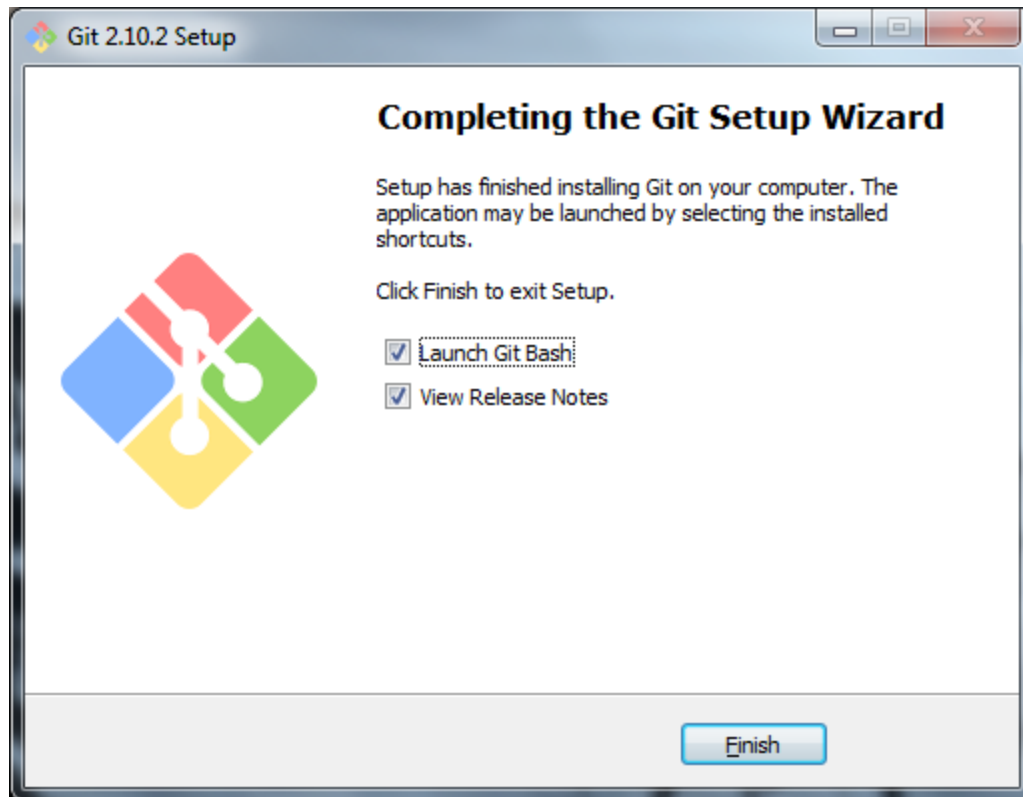 Git 2.10.2 Setup
Completing the Git Setup Wizard
Setup has finished installing Git on your computer. The
application may be launched by selecting the installed
shortcuts.
Click Finish to exit Setup.
Launch Git Bash
View Release Notes
Finish